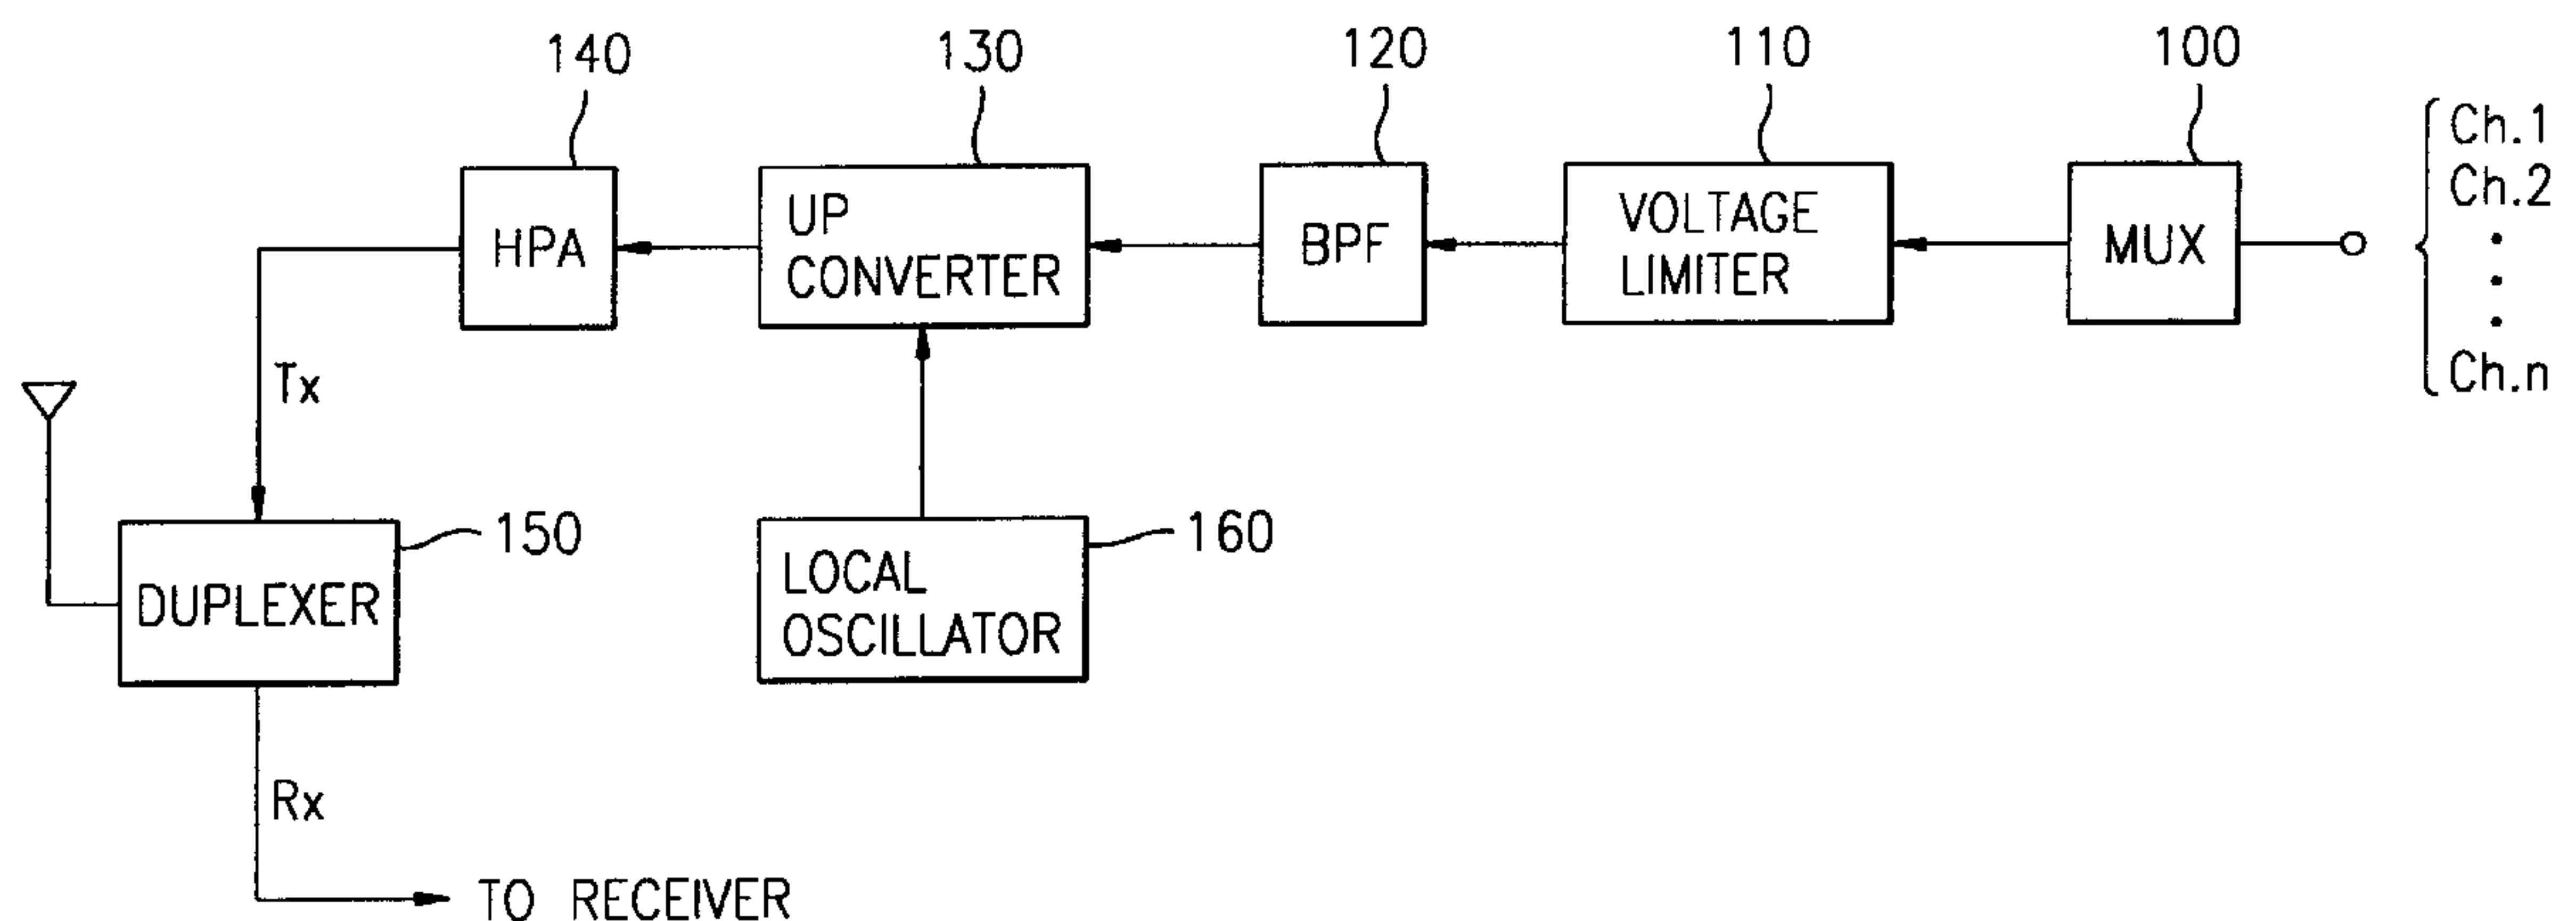 140
130
120
110
100
Ch.1
Ch.2
Ch.n
HPA
UP
CONVERTER
BPF
VOLTAGE
LIMITER
MUX
Tx
150
160
DUPLEXER
LOCAL
OSCILLATOR
Rx
TO RECEIVER